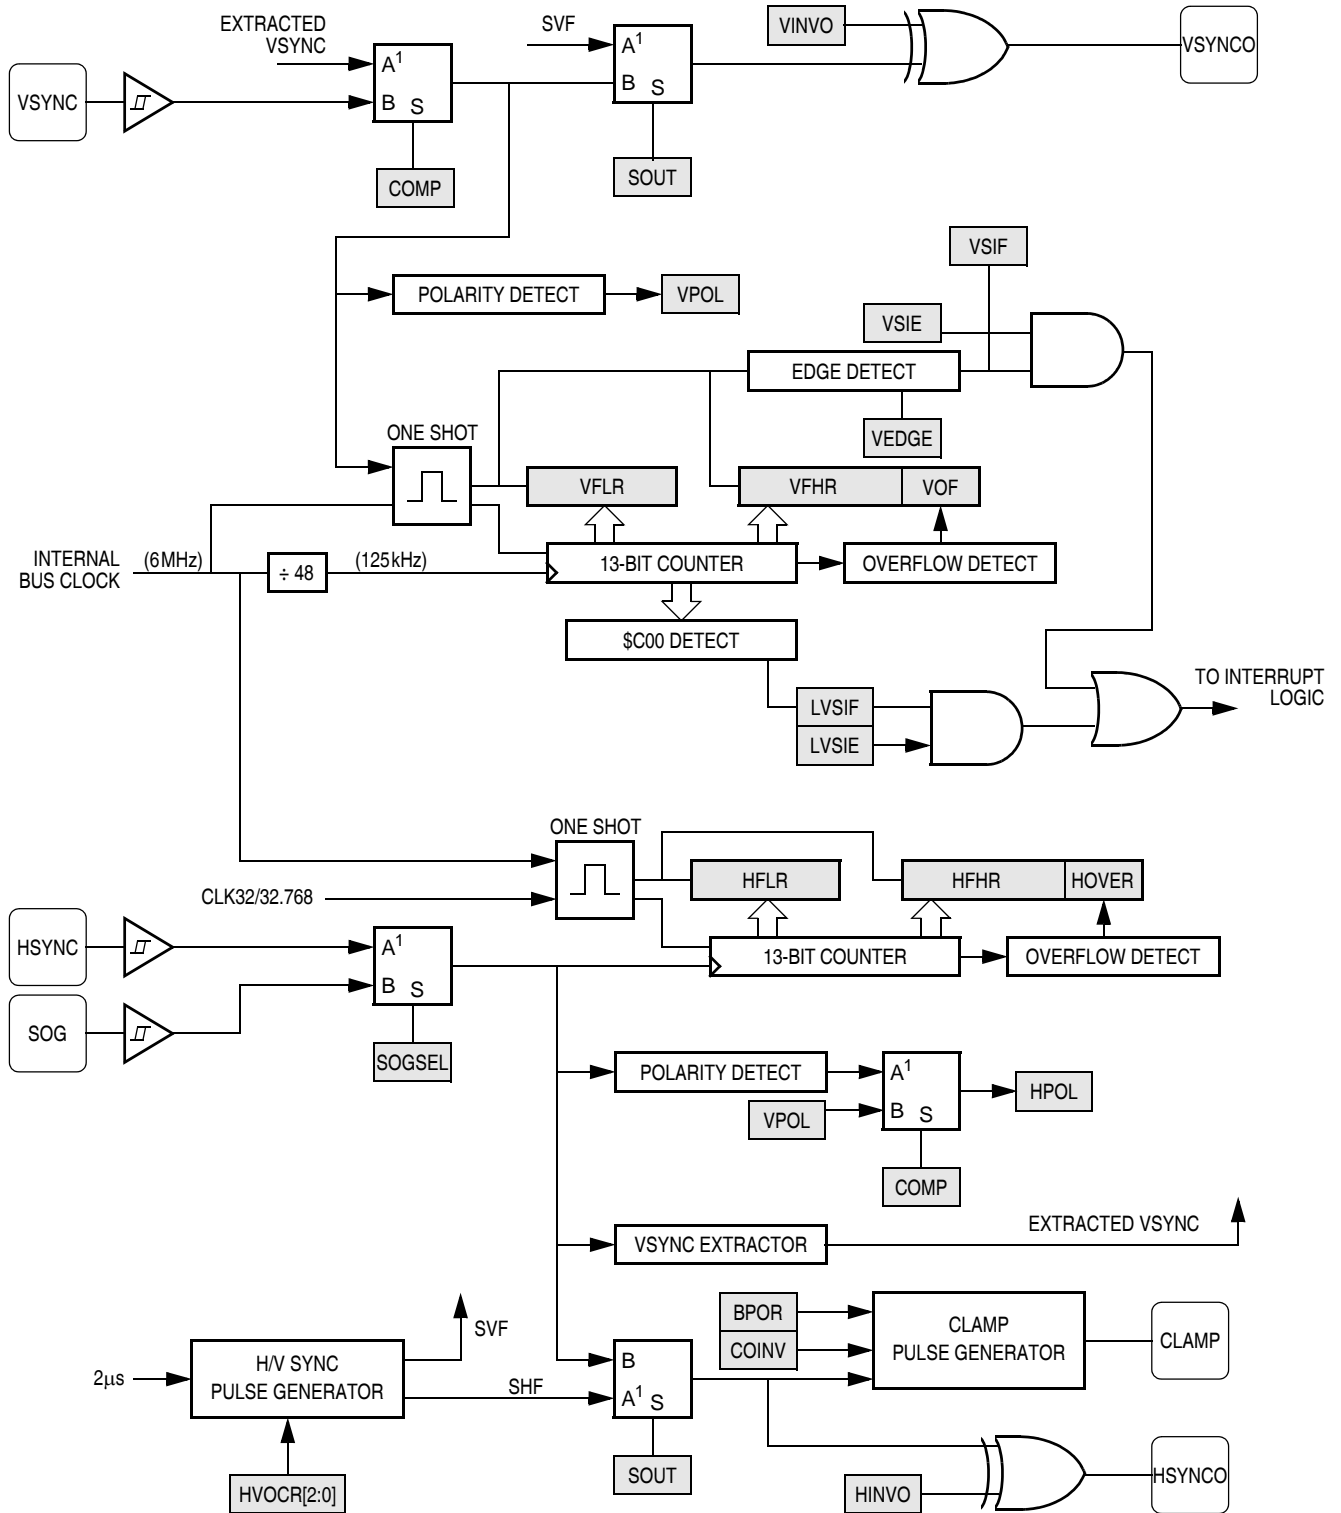 EXTRACTED
VSYNC
SVF
VINVO
VSYNCO
A1
B S
A1
B S
VSYNC
COMP
SOUT
VSIF
POLARITY DETECT
VPOL
VSIE
EDGE DETECT
VEDGE
ONE SHOT
VFLR
VFHR
VOF
INTERNAL
BUS CLOCK
(6MHz)
÷ 48
(125kHz)
13-BIT COUNTER
OVERFLOW DETECT
$C00 DETECT
LVSIF
LVSIE
TO INTERRUPT
LOGIC
ONE SHOT
HFLR
HFHR
HOVER
CLK32/32.768
HSYNC
A1
B S
13-BIT COUNTER
OVERFLOW DETECT
SOG
SOGSEL
POLARITY DETECT
A1
B S
HPOL
VPOL
COMP
EXTRACTED VSYNC
VSYNC EXTRACTOR
BPOR
COINV
CLAMP
PULSE GENERATOR
CLAMP
SVF
H/V SYNC
PULSE GENERATOR
2μs
SHF
B
A1 S
SOUT
HVOCR[2:0]
HINVO
HSYNCO